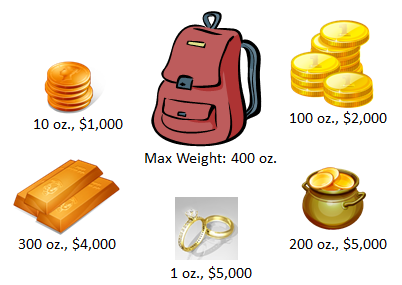 10 oz., $1,000
100 oz., $2,000
Max Weight: 400 oz.
300 oz., $4,000
1 oz., $5,000
200 oz., $5,000